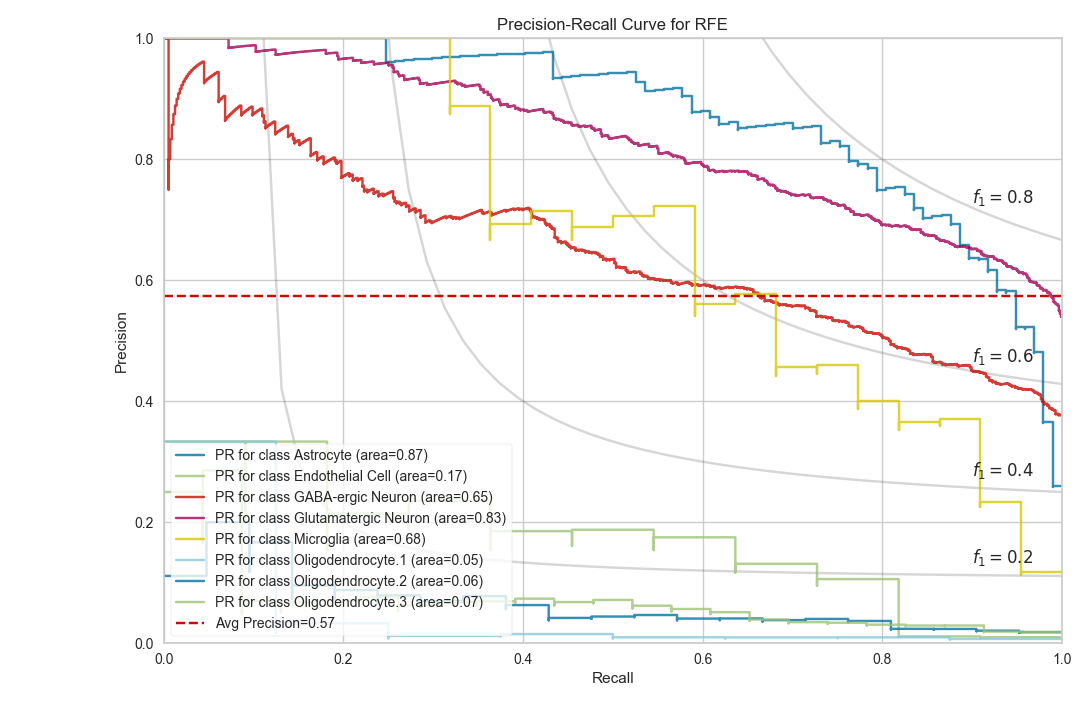 Precision-Recall Curve for RFE
1.0
0.8
0.6
0.4
0.2
0.0
Precision
f₁ = 0.8
f₁ = 0.6
f₁ = 0.4
f₁ = 0.2
PR for class Astrocyte (area=0.87)
PR for class Endothelial Cell (area=0.17)
PR for class GABA-ergic Neuron (area=0.65)
PR for class Glutamatergic Neuron (area=0.83)
PR for class Microglia (area=0.68)
PR for class Oligodendrocyte.1 (area=0.05)
PR for class Oligodendrocyte.2 (area=0.06)
PR for class Oligodendrocyte.3 (area=0.07)
Avg Precision=0.57
0.0 0.2 0.4 0.6 0.8 1.0
Recall